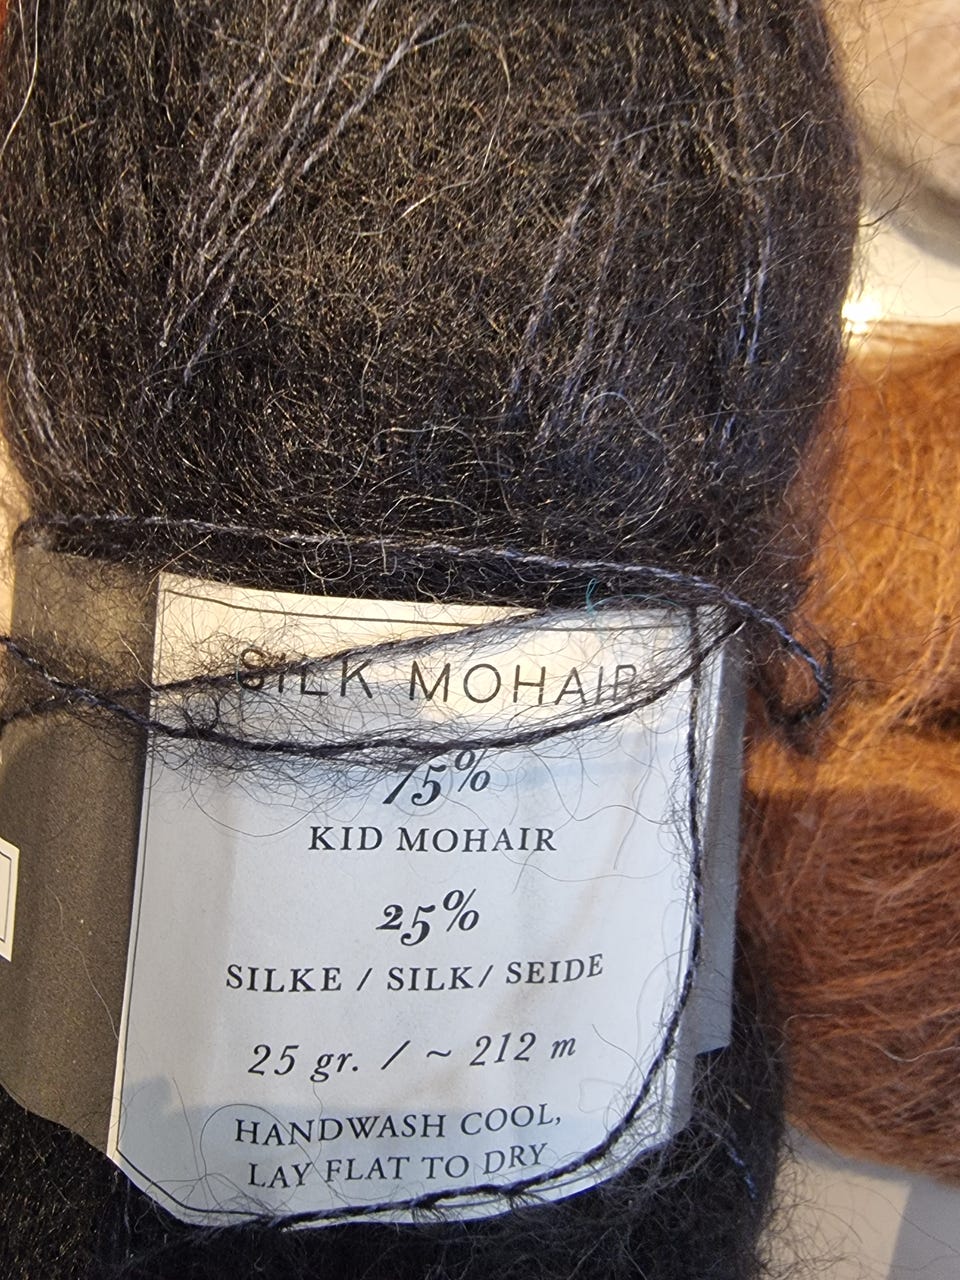 SILK MOHAIR
75%
KID MOHAIR
25%
SILKE / SILK/ SEIDE
25 gr. / ~ 212 m
HANDWASH COOL,
LAY FLAT TO DRY